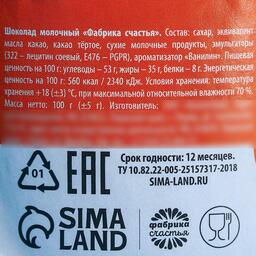 Шоколад молочный «Фабрика счастья». Состав: сахар, эквивалент
масла какао, какао тёртое, сухие молочные продукты, эмульгаторы
(322 – лецитин соевый, Е476 – PGPR), ароматизатор «Ванилин». Пищевая
ценность на 100 г: углеводы – 53 г, жиры – 35 г, белки – 8 г. Энергетическая
ценность на 100 г: 560 ккал / 2340 кДж. Условия хранения: температура
хранения +18 (±3) °С, при максимальной относительной влажности 70 %.
Масса нетто: 100 г (±5 г). Изготовитель:
01
ЕАС
Срок годности: 12 месяцев.
ТУ 10.82.22-005-25157317-2018
SIMA-LAND.RU
SIMA
LAND
фабрика
счастья